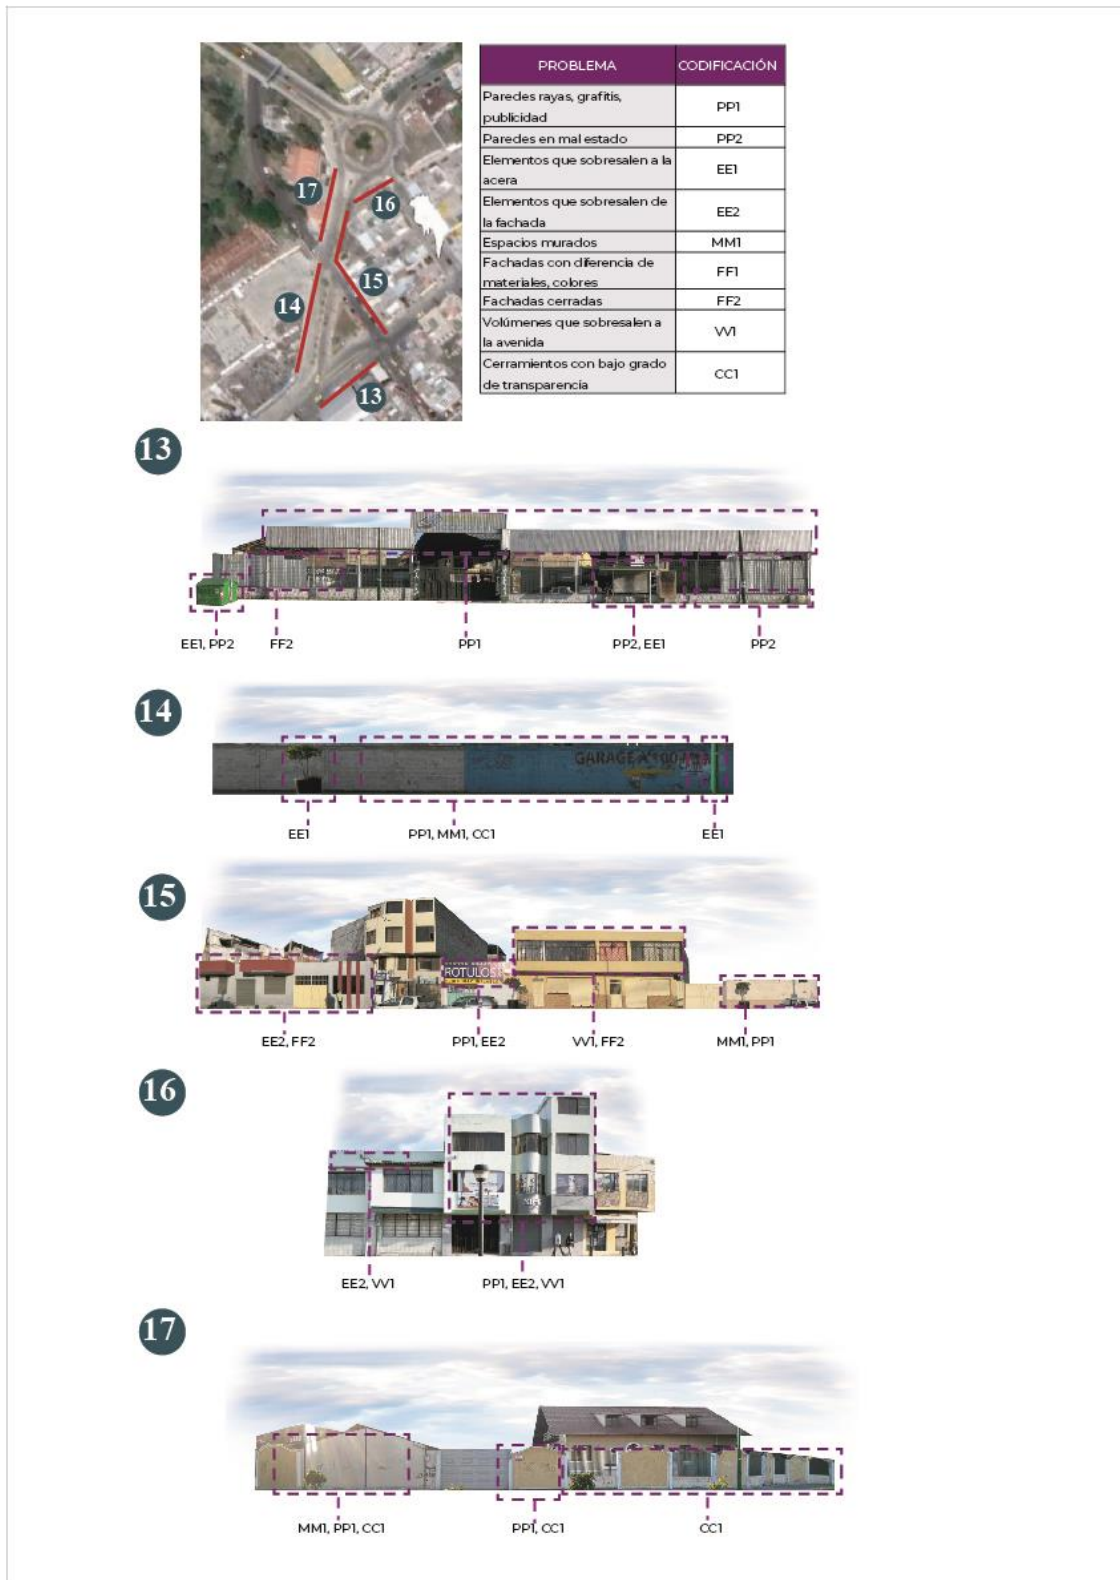 PROBLEMA CODIFICACIÓN
Paredes rayas, grafitis,
publicidad
PP1
Paredes en mal estado PP2
Elementos que sobresalen a la
acera
EE1
Elementos que sobresalen de
la fachada
EE2
Espacios murados MM1
Fachadas con diferencia de
materiales, colores
FF1
Fachadas cerradas FF2
Volúmenes que sobresalen a
la avenida
VV1
Cerramientos con bajo grado
de transparencia
CC1
17
16
15
14
13
13
EE1, PP2 FF2 PP1 PP2, EE1 PP2
14
GARAGE A 100
EE1 PP1, MM1, CC1 EE1
15
ROTULOS
EE2, FF2 PP1, EE2 VV1, FF2 MM1, PP1
16
EE2, VV1 PP1, EE2, VV1
17
MM1, PP1, CC1 PP1, CC1 CC1